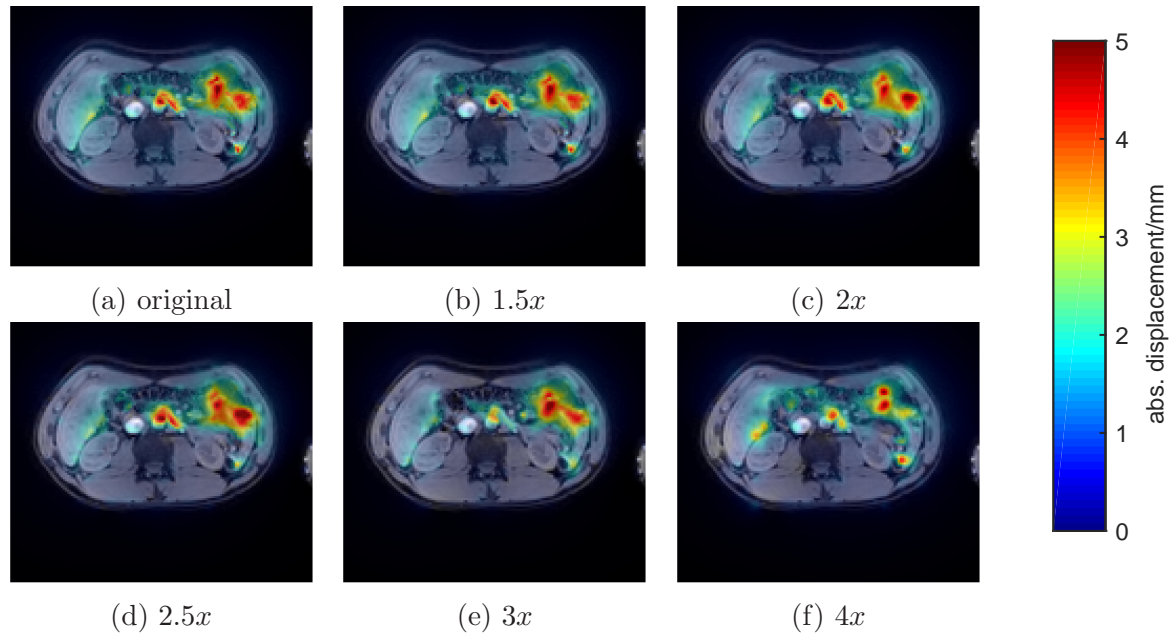 (a) original
(b) 1.5x
(c) 2x
(d) 2.5x
(e) 3x
(f) 4x
5
4
3
2
1
0
abs. displacement/mm